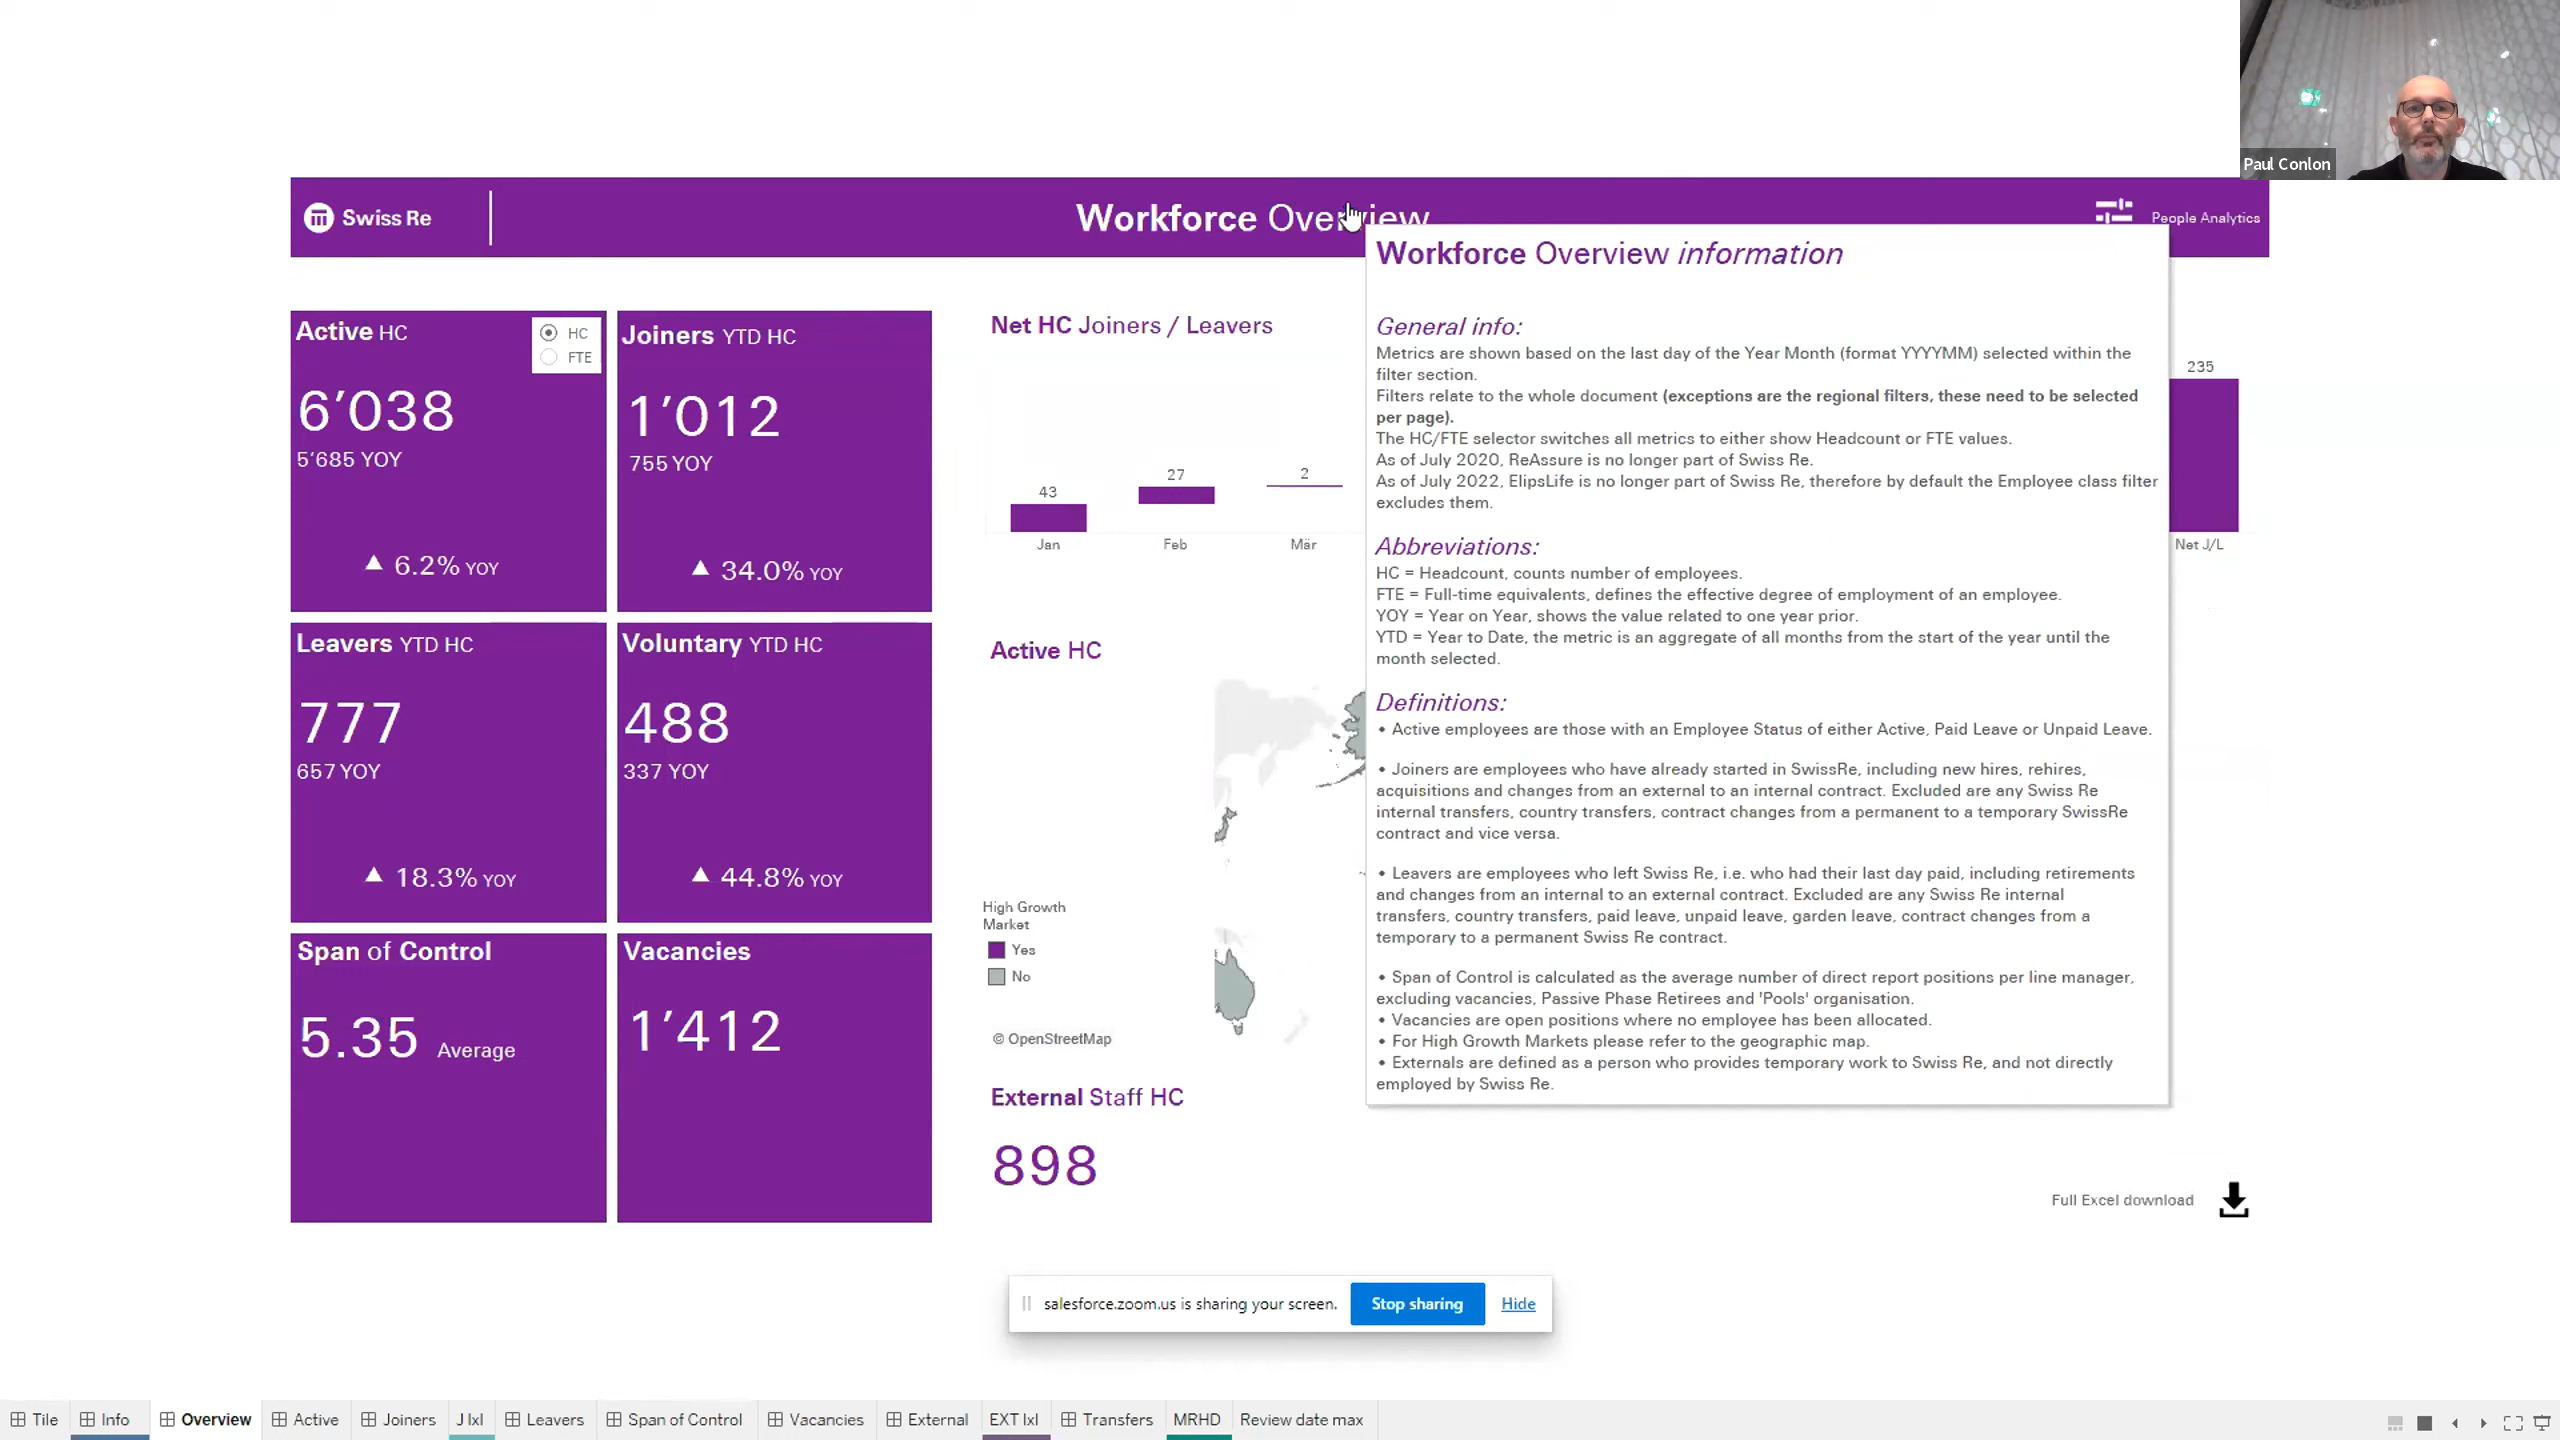 Paul Conlon
Swiss Re
Workforce Overview
People Analytics
Workforce Overview information
General info:
Metrics are shown based on the last day of the Year Month (format YYYYMM) selected within the
filter section.
Filters relate to the whole document (exceptions are the regional filters, these need to be selected
per page).
The HC/FTE selector switches all metrics to either show Headcount or FTE values.
As of July 2020, ReAssure is no longer part of Swiss Re.
As of July 2022, ElipsLife is no longer part of Swiss Re, therefore by default the Employee class filter
excludes them.
Abbreviations:
HC = Headcount, counts number of employees.
FTE = Full-time equivalents, defines the effective degree of employment of an employee.
YOY = Year on Year, shows the value related to one year prior.
YTD = Year to Date, the metric is an aggregate of all months from the start of the year until the
month selected.
Definitions:
• Active employees are those with an Employee Status of either Active, Paid Leave or Unpaid Leave.
• Joiners are employees who have already started in SwissRe, including new hires, rehires,
acquisitions and changes from an external to an internal contract. Excluded are any Swiss Re
internal transfers, country transfers, contract changes from a permanent to a temporary SwissRe
contract and vice versa.
• Leavers are employees who left Swiss Re, i.e. who had their last day paid, including retirements
and changes from an internal to an external contract. Excluded are any Swiss Re internal
transfers, country transfers, paid leave, unpaid leave, garden leave, contract changes from a
temporary to a permanent Swiss Re contract.
• Span of Control is calculated as the average number of direct report positions per line manager,
excluding vacancies, Passive Phase Retirees and 'Pools' organisation.
• Vacancies are open positions where no employee has been allocated.
• For High Growth Markets please refer to the geographic map.
• Externals are defined as a person who provides temporary work to Swiss Re, and not directly
employed by Swiss Re.
Active HC
HC
FTE
6’038
5’685 YOY
▲ 6.2% YOY
Joiners YTD HC
1’012
755 YOY
▲ 34.0% YOY
Leavers YTD HC
777
657 YOY
▲ 18.3% YOY
Voluntary YTD HC
488
337 YOY
▲ 44.8% YOY
Span of Control
5.35 Average
Vacancies
1’412
Net HC Joiners / Leavers
43
27
2
235
Jan
Feb
Mär
Net J/L
Active HC
High Growth
Market
Yes
No
© OpenStreetMap
External Staff HC
898
Full Excel download
salesforce.zoom.us is sharing your screen.
Stop sharing
Hide
Tile
Info
Overview
Active
Joiners
J lxl
Leavers
Span of Control
Vacancies
External
EXT lxl
Transfers
MRHD
Review date max